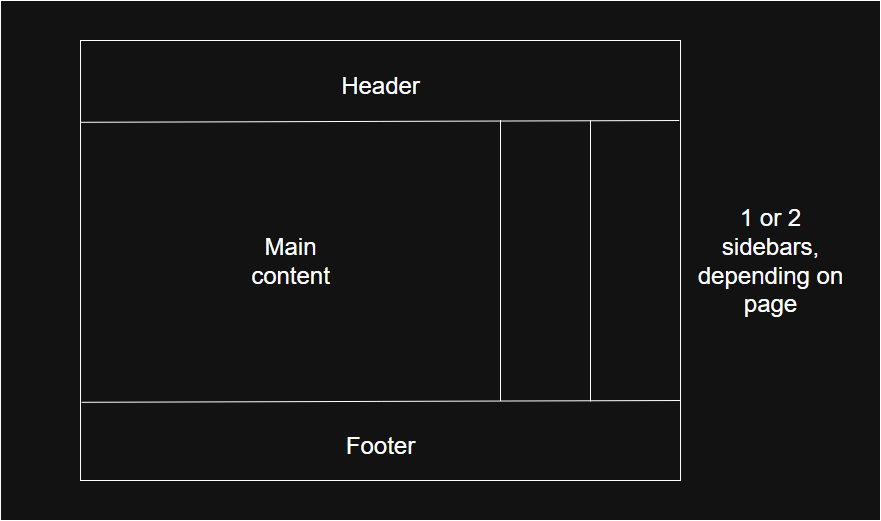 Header
Main
content
1 or 2
sidebars,
depending on
page
Footer